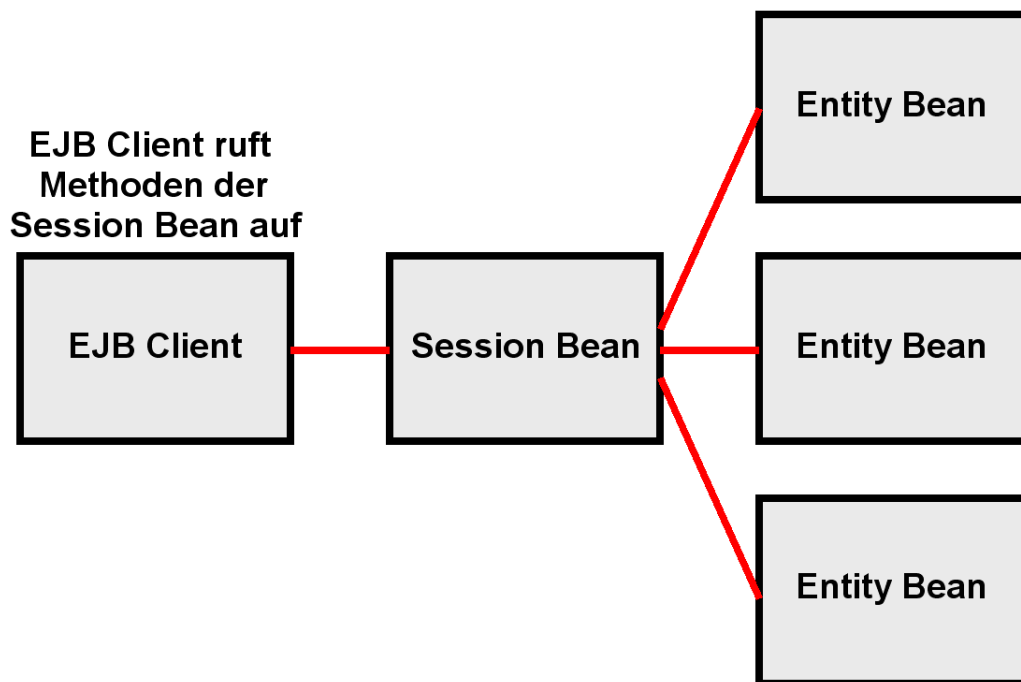 EJB Client ruft
Methoden der
Session Bean auf
EJB Client
Session Bean
Entity Bean
Entity Bean
Entity Bean